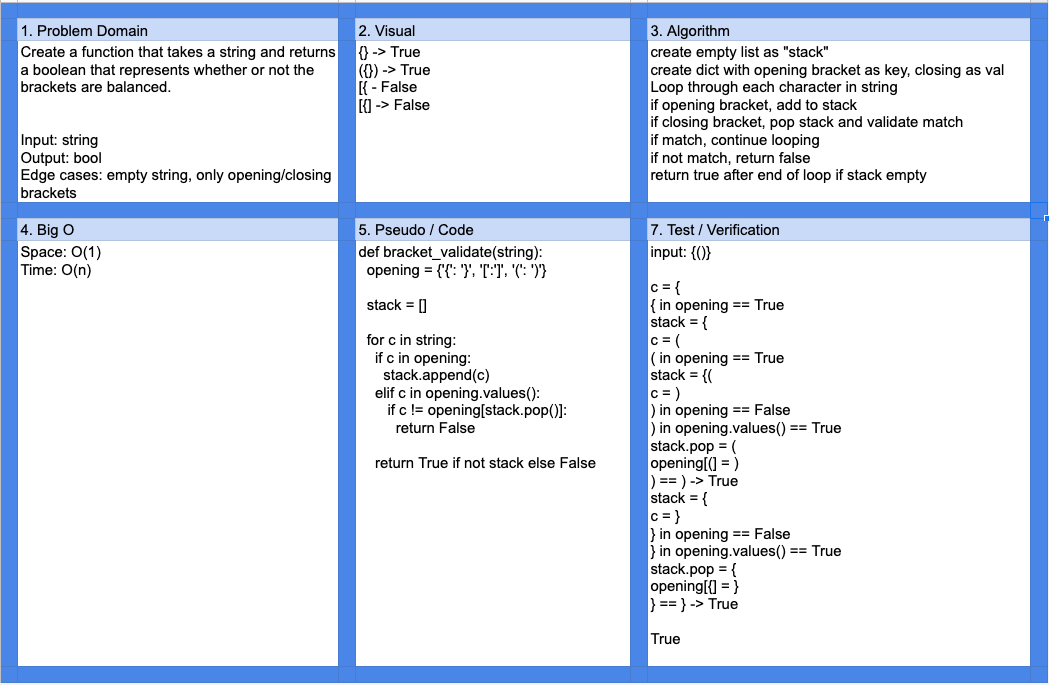 1. Problem Domain
Create a function that takes a string and returns
a boolean that represents whether or not the
brackets are balanced.
Input: string
Output: bool
Edge cases: empty string, only opening/closing
brackets
2. Visual
{} -> True
({}) -> True
[{ - False
[{] -> False
3. Algorithm
create empty list as "stack"
create dict with opening bracket as key, closing as val
Loop through each character in string
if opening bracket, add to stack
if closing bracket, pop stack and validate match
if match, continue looping
if not match, return false
return true after end of loop if stack empty
4. Big O
Space: O(1)
Time: O(n)
5. Pseudo / Code
def bracket_validate(string):
opening = {'{': '}', '[':']', '(': ')'}
stack = []
for c in string:
if c in opening:
stack.append(c)
elif c in opening.values():
if c != opening[stack.pop()]:
return False
return True if not stack else False
7. Test / Verification
input: {()}
c = {
{ in opening == True
stack = {
c = (
( in opening == True
stack = {(
c = )
) in opening == False
) in opening.values() == True
stack.pop = (
opening[(] = )
) == ) -> True
stack = {
c = }
} in opening == False
} in opening.values() == True
stack.pop = {
opening[{] = }
} == } -> True
True